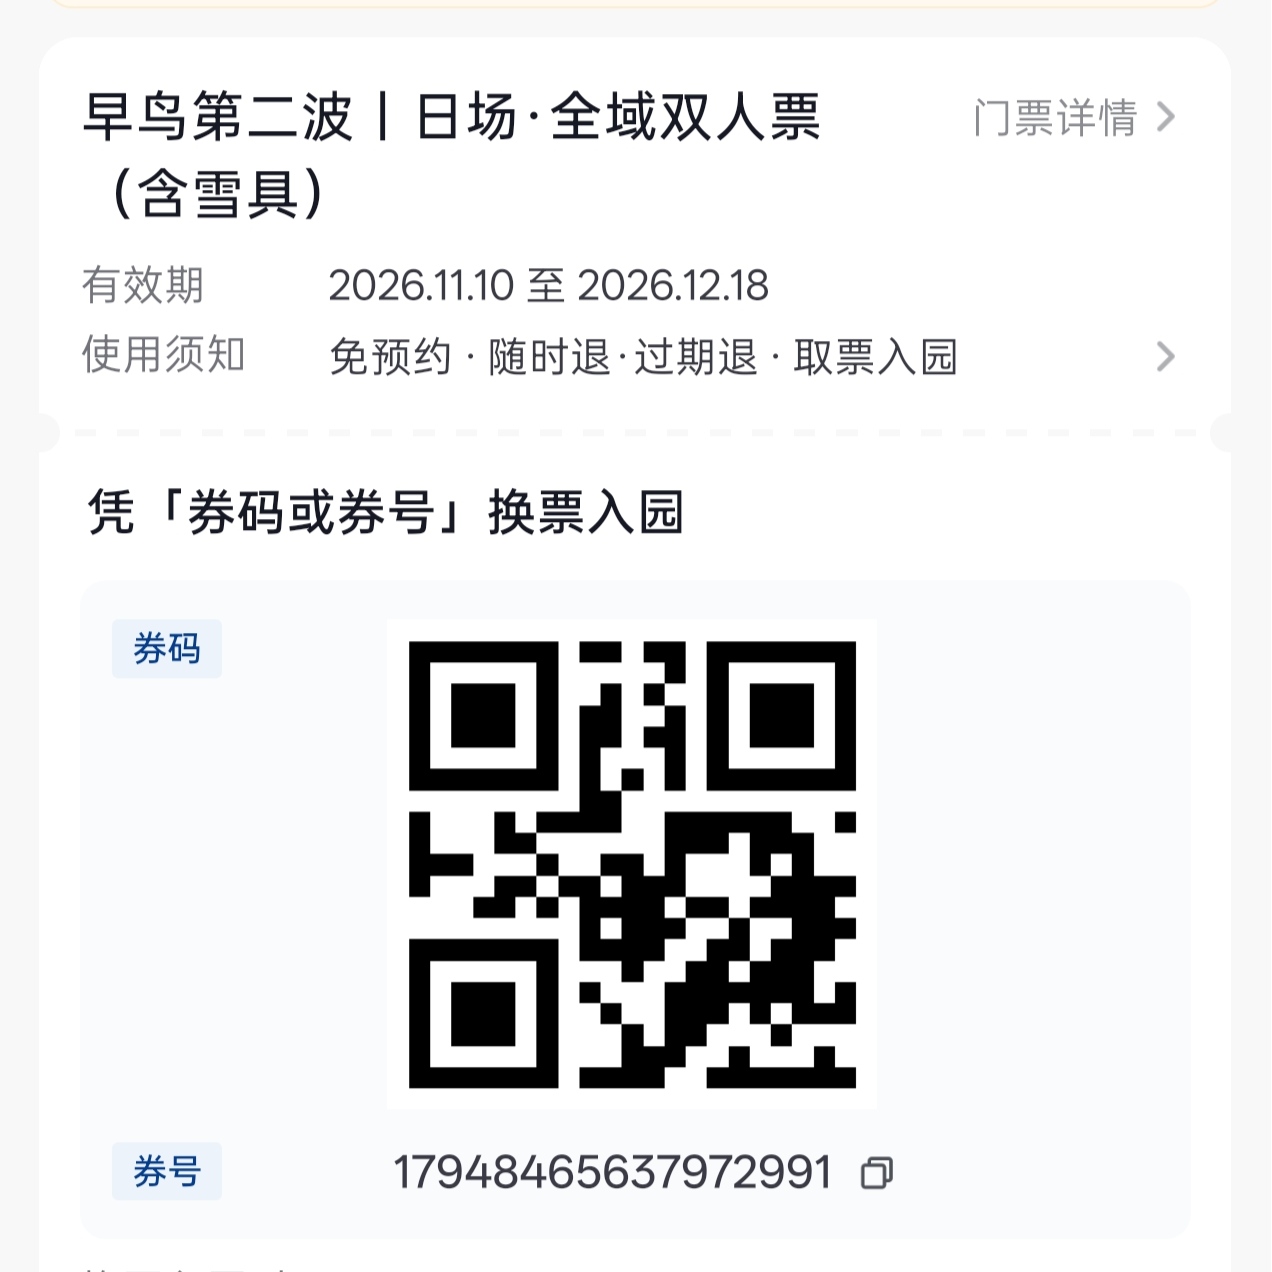 早鸟第二波 | 日场·全域双人票
（含雪具）
门票详情
有效期 2026.11.10 至 2026.12.18
使用须知 免预约 · 随时退·过期退 · 取票入园
凭「券码或券号」换票入园
券码
券号 17948465637972991